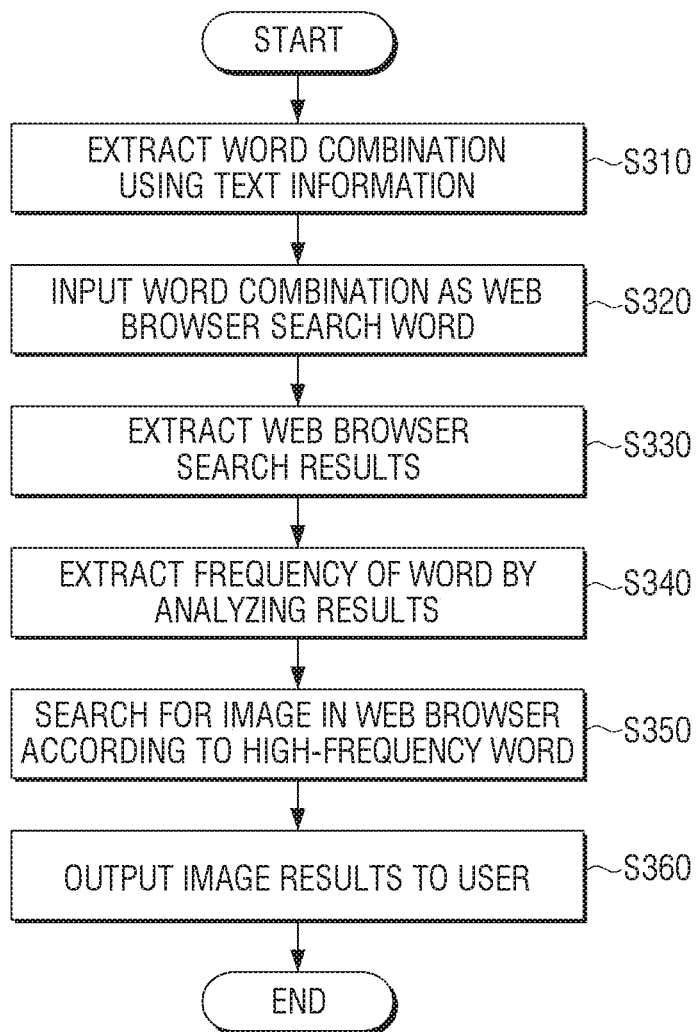 START
EXTRACT WORD COMBINATION
USING TEXT INFORMATION
S310
INPUT WORD COMBINATION AS WEB
BROWSER SEARCH WORD
S320
EXTRACT WEB BROWSER
SEARCH RESULTS
S330
EXTRACT FREQUENCY OF WORD BY
ANALYZING RESULTS
S340
SEARCH FOR IMAGE IN WEB BROWSER
ACCORDING TO HIGH-FREQUENCY WORD
S350
OUTPUT IMAGE RESULTS TO USER
S360
END